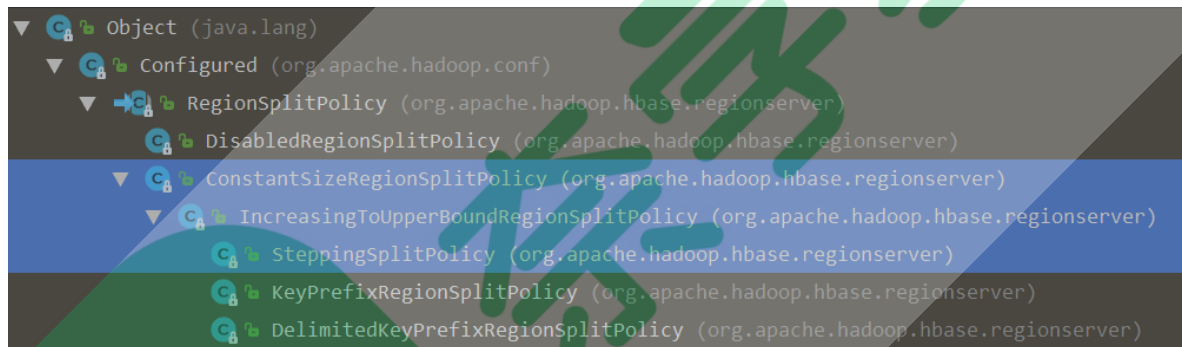 Object (java.lang)
Configured (org.apache.hadoop.conf)
RegionSplitPolicy (org.apache.hadoop.hbase.regionserver)
DisabledRegionSplitPolicy (org.apache.hadoop.hbase.regionserver)
ConstantSizeRegionSplitPolicy (org.apache.hadoop.hbase.regionserver)
IncreasingToUpperBoundRegionSplitPolicy (org.apache.hadoop.hbase.regionserver)
SteppingSplitPolicy (org.apache.hadoop.hbase.regionserver)
KeyPrefixRegionSplitPolicy (org.apache.hadoop.hbase.regionserver)
DelimitedKeyPrefixRegionSplitPolicy (org.apache.hadoop.hbase.regionserver)